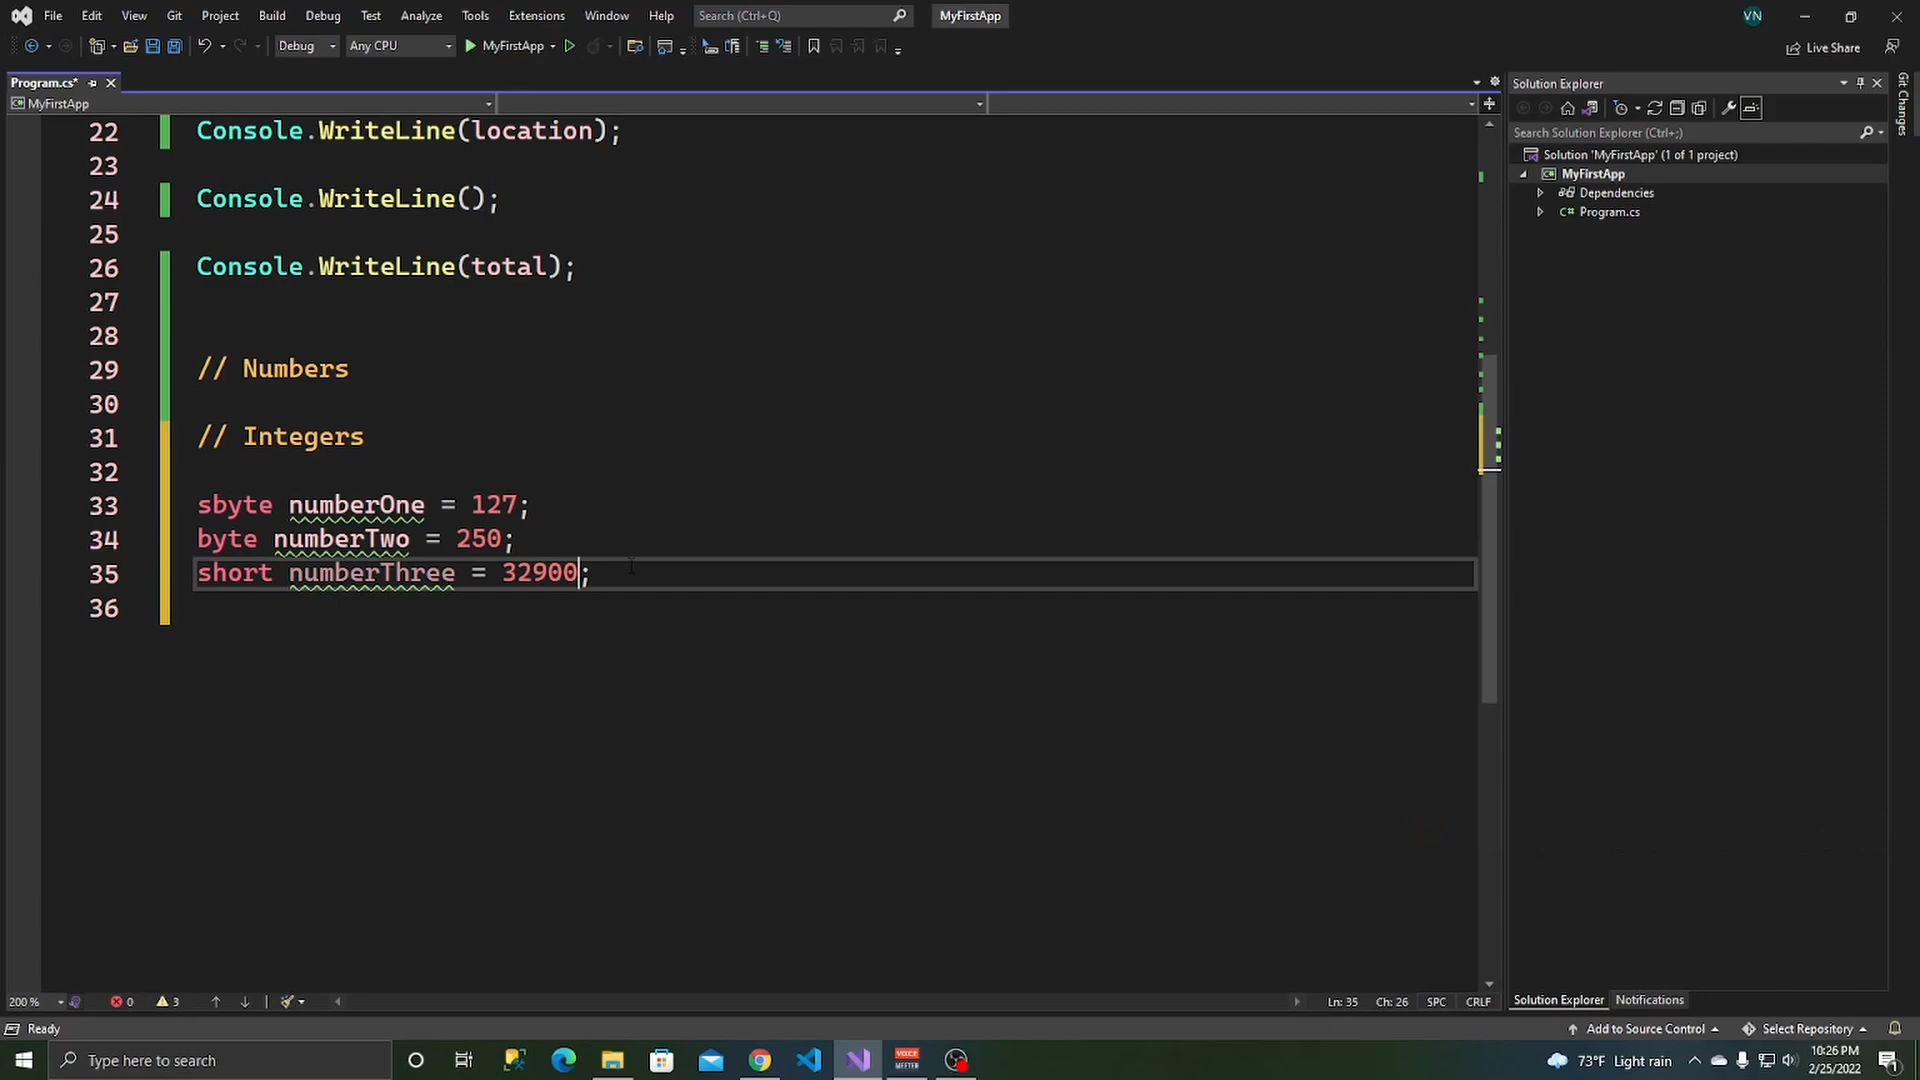 File Edit View Git Project Build Debug Test Analyze Tools Extensions Window Help Search (Ctrl+Q) MyFirstApp VN
Debug Any CPU MyFirstApp Live Share
Program.cs*
MyFirstApp
22 Console.WriteLine(location);
23
24 Console.WriteLine();
25
26 Console.WriteLine(total);
27
28
29 // Numbers
30
31 // Integers
32
33 sbyte numberOne = 127;
34 byte numberTwo = 250;
35 short numberThree = 32900;
36
200 % 0 3 Ln: 35 Ch: 26 SPC CRLF
Solution Explorer
Search Solution Explorer (Ctrl+;)
Solution 'MyFirstApp' (1 of 1 project)
MyFirstApp
Dependencies
C# Program.cs
Solution Explorer Notifications
Git Changes
Ready Add to Source Control Select Repository
Type here to search VOICE MEETER 73°F Light rain 10:26 PM
2/25/2022 1